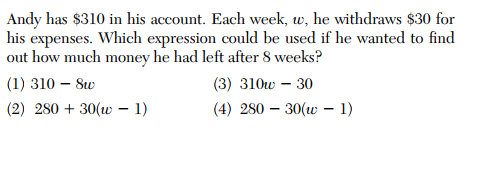 Andy has $310 in his account. Each week, w, he withdraws $30 for
his expenses. Which expression could be used if he wanted to find
out how much money he had left after 8 weeks?
(1) 310 − 8w (3) 310w − 30
(2) 280 + 30(w − 1) (4) 280 − 30(w − 1)